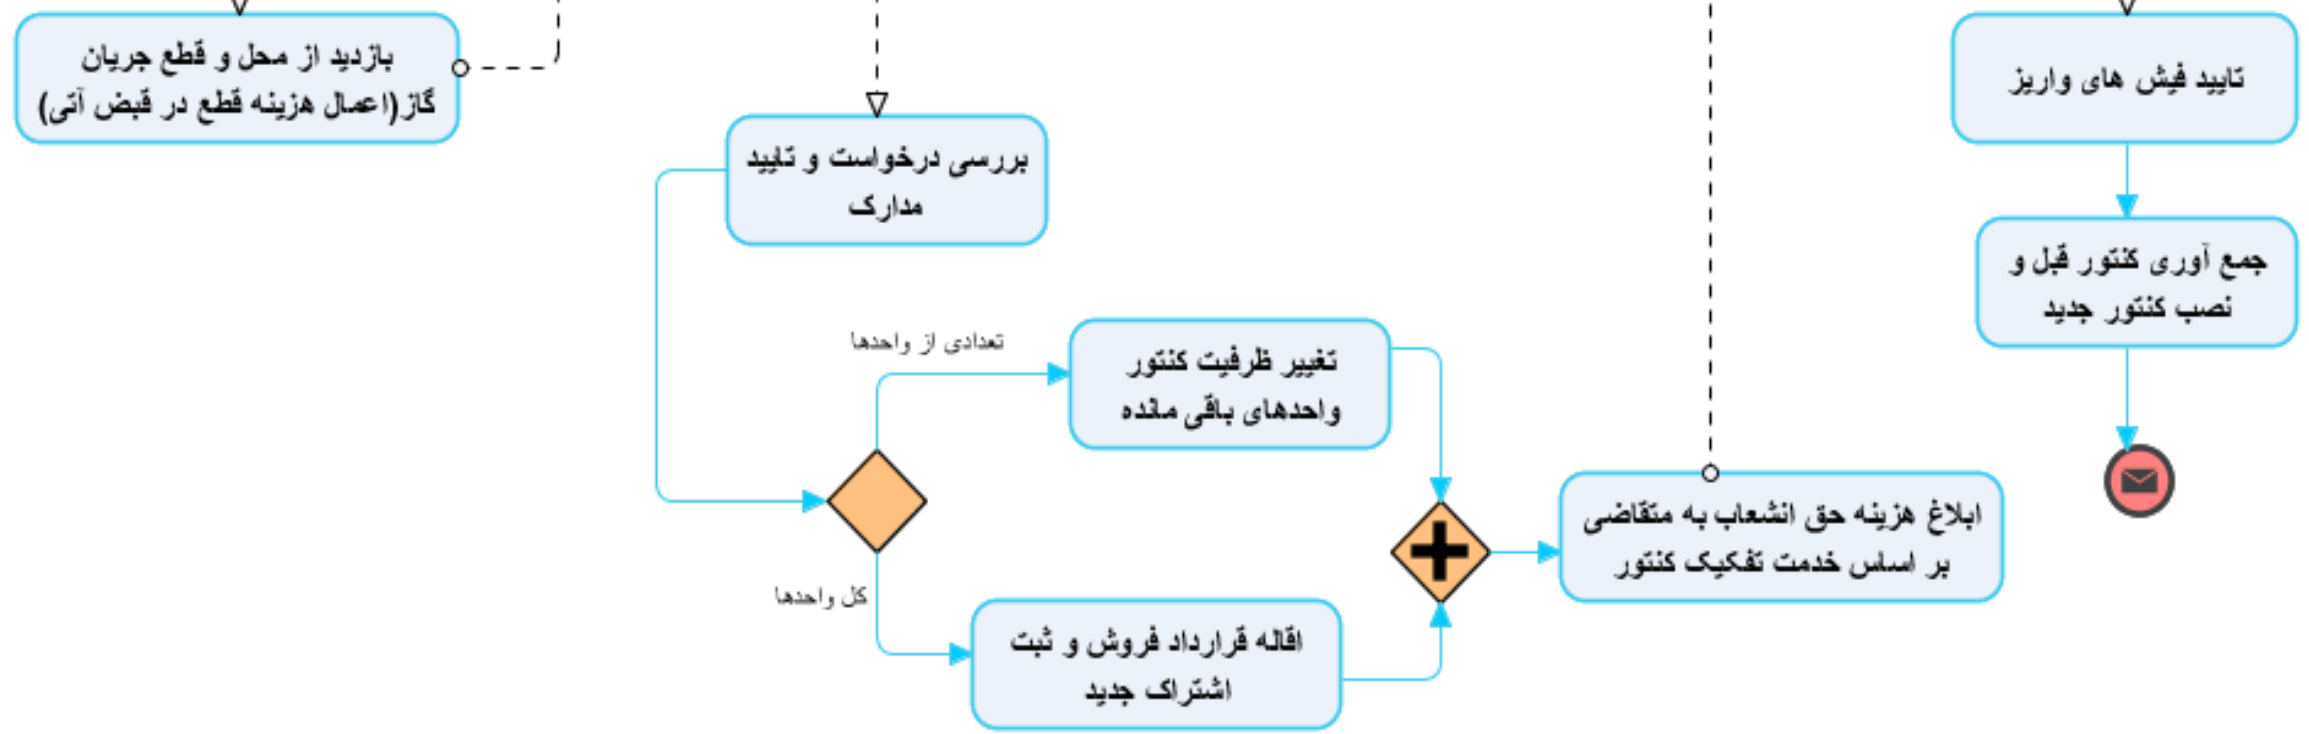 بازدید از محل و قطع جریان
گاز(اعمال هزینه قطع در قبض آتی)
بررسی درخواست و تایید
مدارک
تعدادی از واحدها
تغییر ظرفیت کنتور
واحدهای باقی مانده
کل واحدها
اقاله قرارداد فروش و ثبت
اشتراک جدید
ابلاغ هزینه حق انشعاب به متقاضی
بر اساس خدمت تفکیک کنتور
تایید فیش های واریز
جمع آوری کنتور قبل و
نصب کنتور جدید